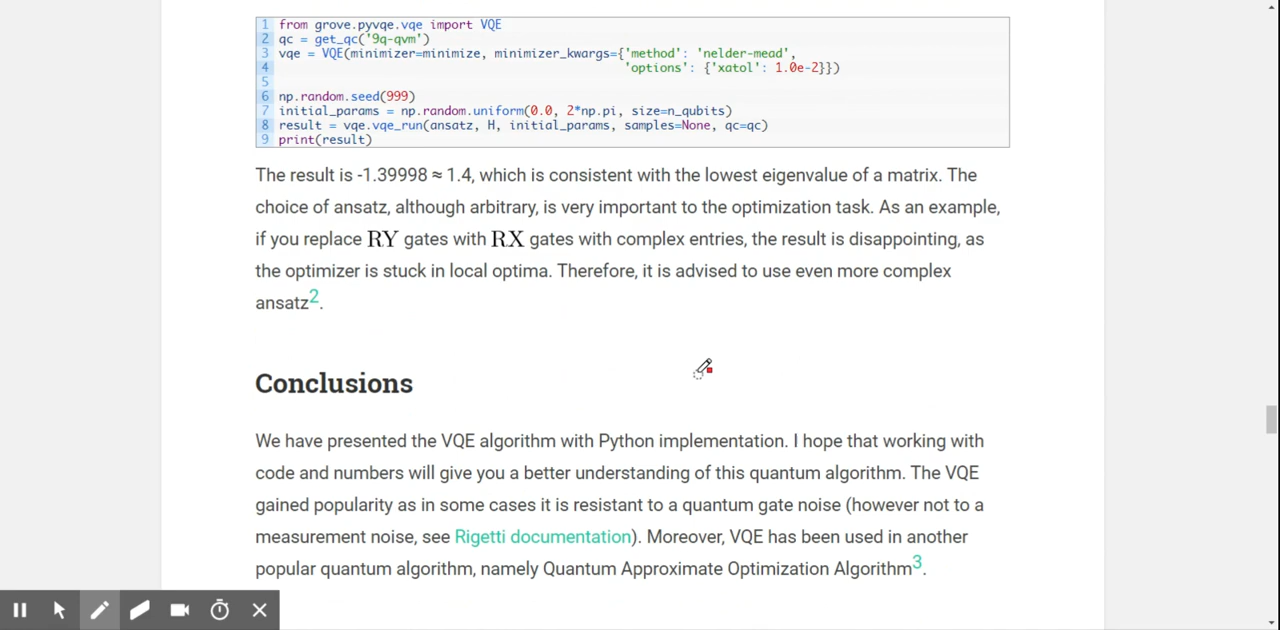 1 from grove.pyvqe.vqe import VQE
2 qc = get_qc('9q-qvm')
3 vqe = VQE(minimizer=minimize, minimizer_kwargs={'method': 'nelder-mead',
4 'options': {'xatol': 1.0e-2}})
5
6 np.random.seed(999)
7 initial_params = np.random.uniform(0.0, 2*np.pi, size=n_qubits)
8 result = vqe.vqe_run(ansatz, H, initial_params, samples=None, qc=qc)
9 print(result)
The result is -1.39998 ≈ 1.4, which is consistent with the lowest eigenvalue of a matrix. The
choice of ansatz, although arbitrary, is very important to the optimization task. As an example,
if you replace RY gates with RX gates with complex entries, the result is disappointing, as
the optimizer is stuck in local optima. Therefore, it is advised to use even more complex
ansatz2.
Conclusions
We have presented the VQE algorithm with Python implementation. I hope that working with
code and numbers will give you a better understanding of this quantum algorithm. The VQE
gained popularity as in some cases it is resistant to a quantum gate noise (however not to a
measurement noise, see Rigetti documentation). Moreover, VQE has been used in another
popular quantum algorithm, namely Quantum Approximate Optimization Algorithm3.